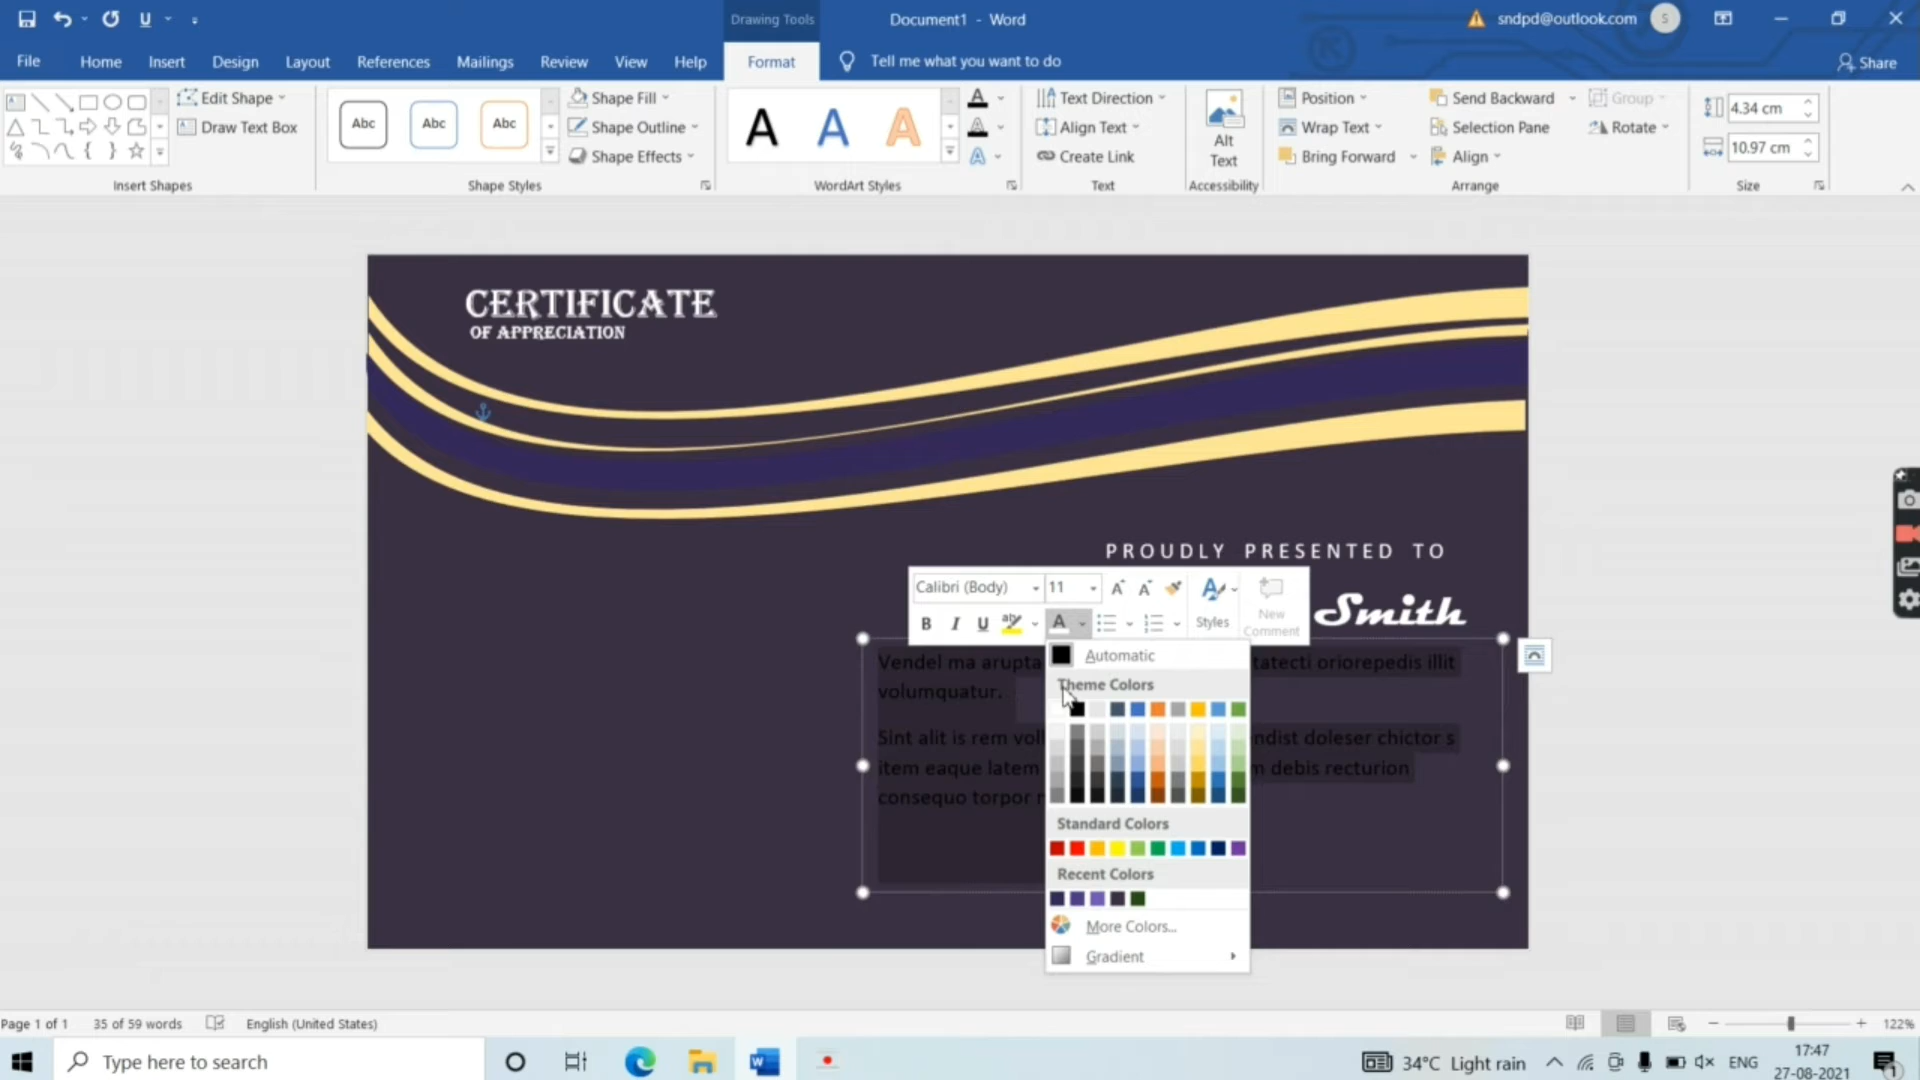 Drawing Tools
Document1 - Word
sndpd@outlook.com
S
File
Home
Insert
Design
Layout
References
Mailings
Review
View
Help
Format
Tell me what you want to do
Share
Edit Shape
Draw Text Box
Insert Shapes
Abc
Abc
Abc
Shape Fill
Shape Outline
Shape Effects
Shape Styles
A A A
WordArt Styles
Text Direction
Align Text
Create Link
Text
Alt
Text
Accessibility
Position
Wrap Text
Bring Forward
Send Backward
Selection Pane
Align
Group
Rotate
Arrange
4.34 cm
10.97 cm
Size
CERTIFICATE
OF APPRECIATION
PROUDLY PRESENTED TO
Smith
Calibri (Body)
11
Styles
New
Comment
B I U
Automatic
Theme Colors
Standard Colors
Recent Colors
More Colors...
Gradient
Vendel ma tatecti oriorepedis illit
volumquatur.
Sint alit is rem doleser chictor s
item eaque latem debis recturion
consequo torpor
Page 1 of 1
35 of 59 words
English (United States)
122%
Type here to search
34°C Light rain
ENG
17:47
27-08-2021
1